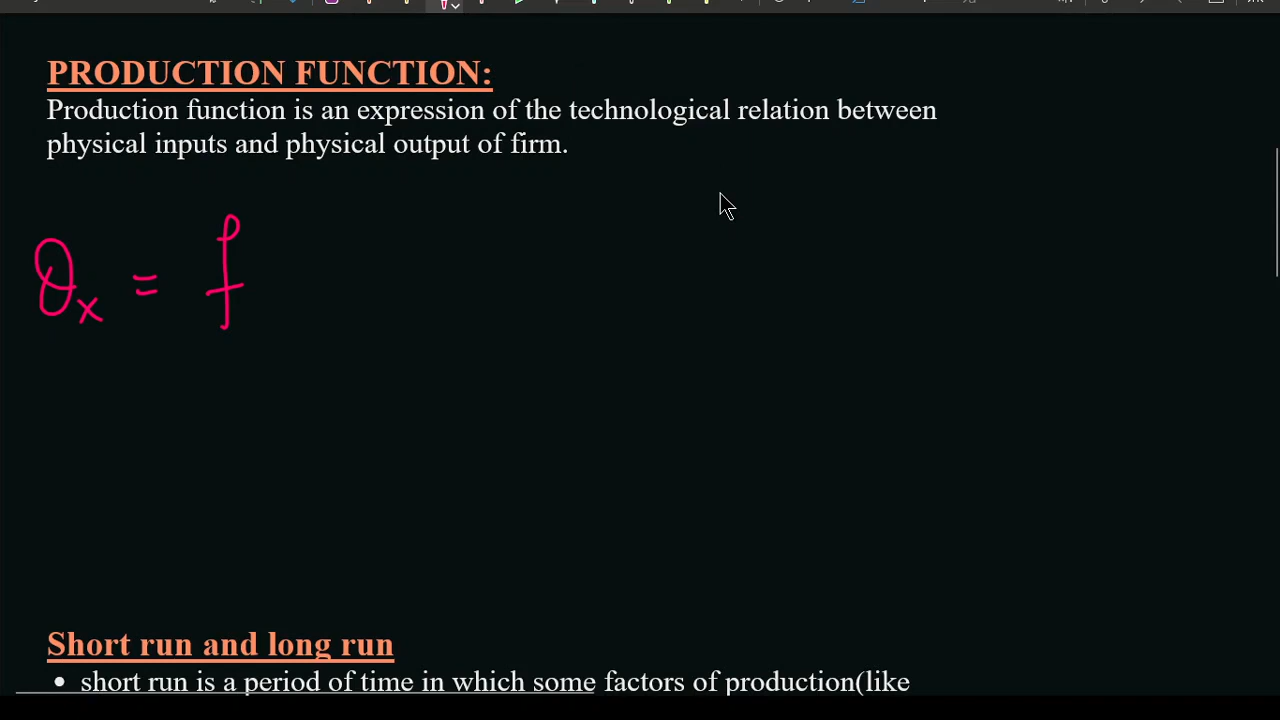 PRODUCTION FUNCTION:
Production function is an expression of the technological relation between
physical inputs and physical output of firm.
Qx = f
Short run and long run
• short run is a period of time in which some factors of production(like